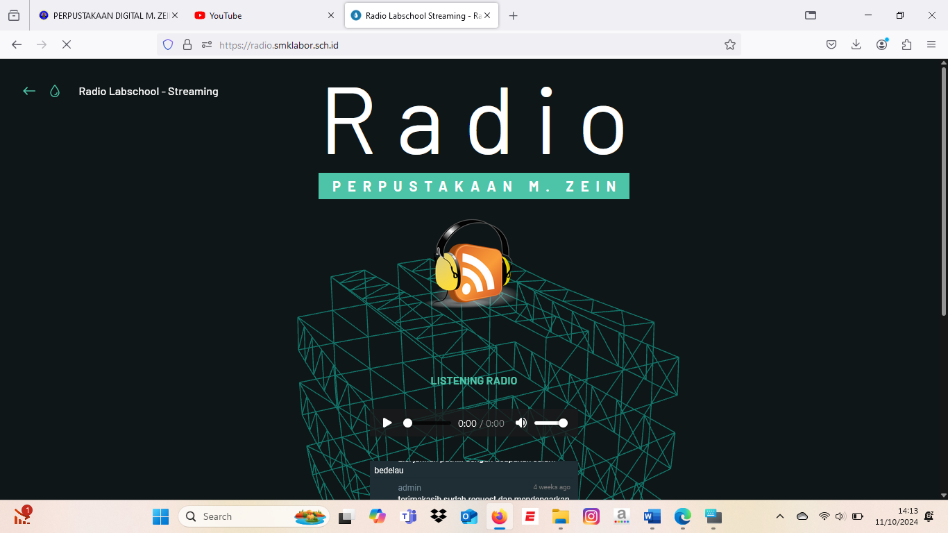 PERPUSTAKAAN DIGITAL M. ZEI
YouTube
Radio Labschool Streaming - Ra
https://radio.smklabor.sch.id
Radio Labschool - Streaming
Radio
PERPUSTAKAAN M. ZEIN
LISTENING RADIO
0:00 / 0:00
bedelau
admin
4 weeks ago
terimakasih sudah request dan mendengarkan
Search
14:13
11/10/2024